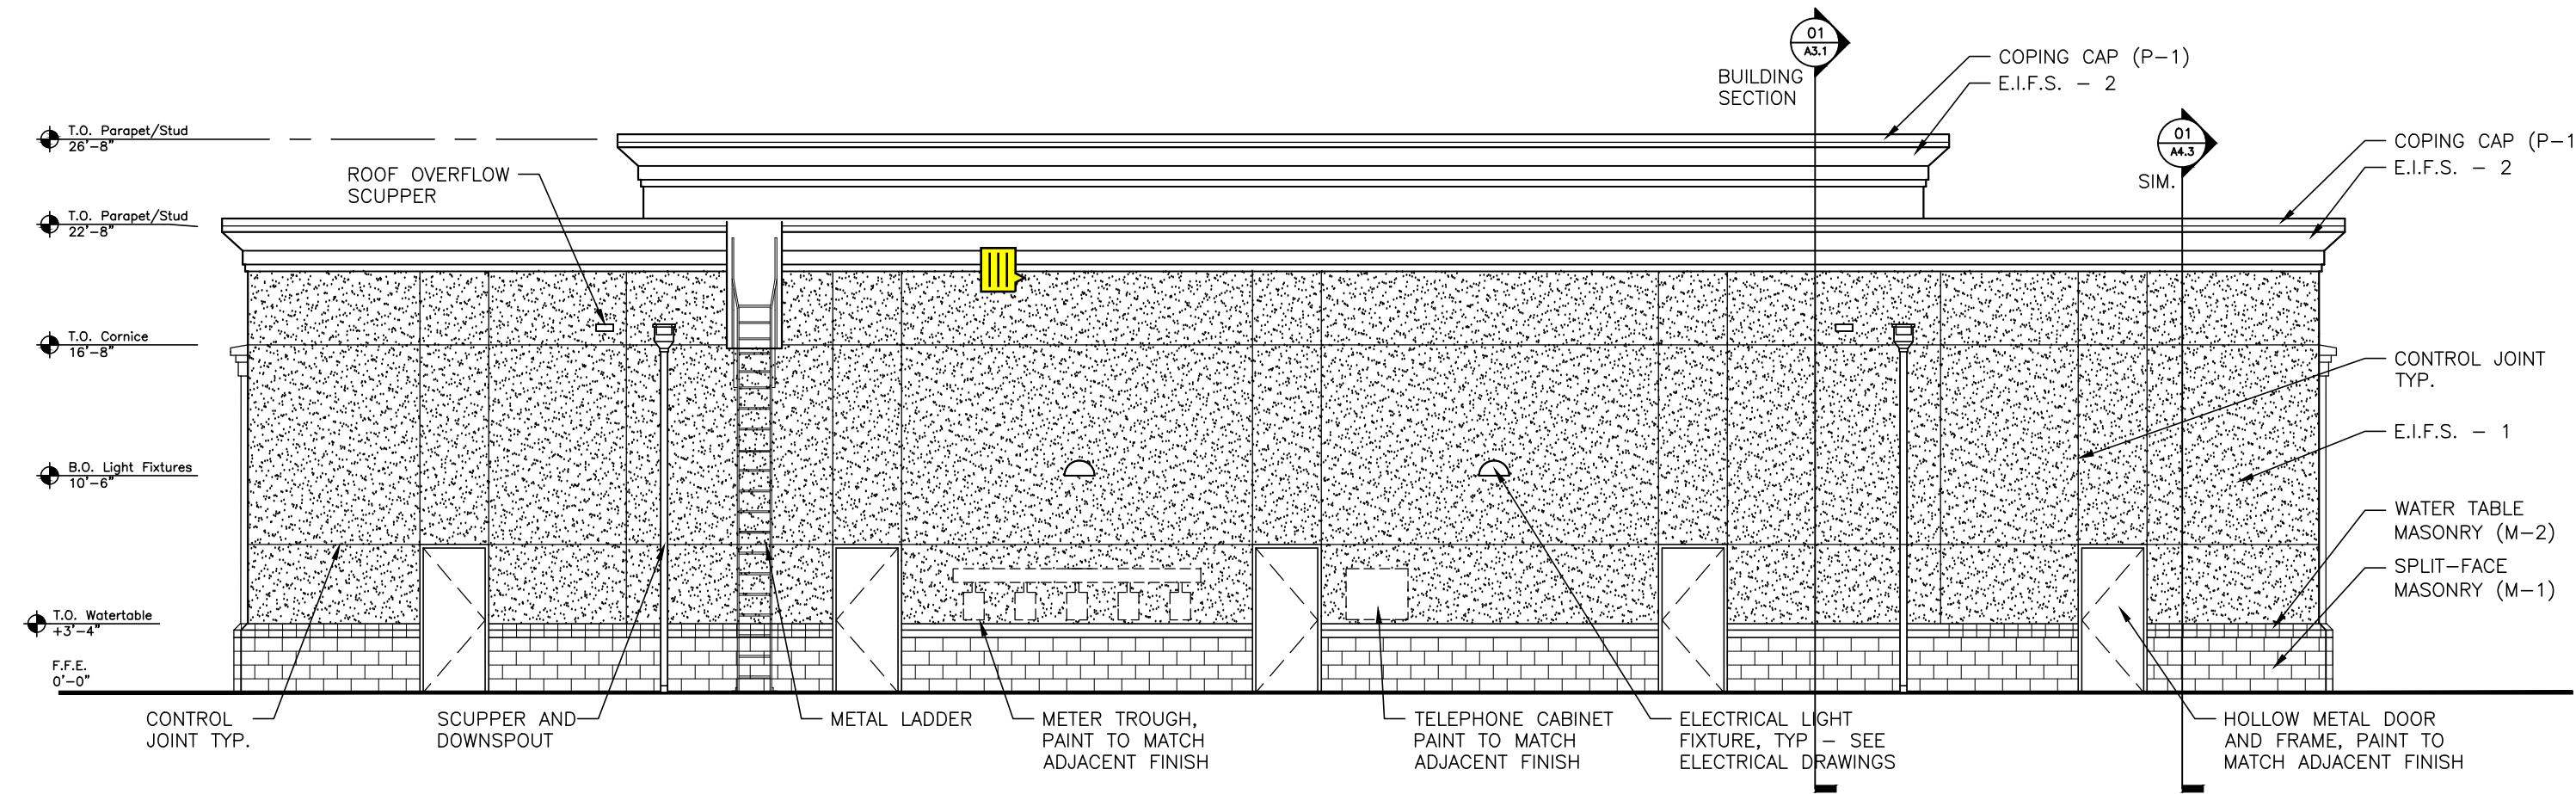 01
A3.1
BUILDING
SECTION
COPING CAP (P-1)
E.I.F.S. - 2
01
A4.3
SIM.
COPING CAP (P-1
E.I.F.S. - 2
T.O. Parapet/Stud
26'-8"
ROOF OVERFLOW
SCUPPER
T.O. Parapet/Stud
22'-8"
T.O. Cornice
16'-8"
CONTROL JOINT
TYP.
E.I.F.S. - 1
B.O. Light Fixtures
10'-6"
WATER TABLE
MASONRY (M-2)
SPLIT-FACE
MASONRY (M-1)
T.O. Watertable
+3'-4"
F.F.E.
0'-0"
CONTROL
JOINT TYP.
SCUPPER AND
DOWNSPOUT
METAL LADDER
METER TROUGH,
PAINT TO MATCH
ADJACENT FINISH
TELEPHONE CABINET
PAINT TO MATCH
ADJACENT FINISH
ELECTRICAL LIGHT
FIXTURE, TYP - SEE
ELECTRICAL DRAWINGS
HOLLOW METAL DOOR
AND FRAME, PAINT TO
MATCH ADJACENT FINISH